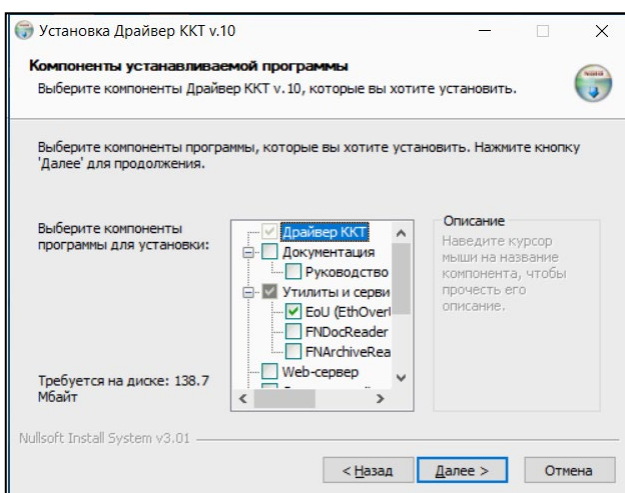 Установка Драйвер ККТ v.10
Компоненты устанавливаемой программы
Выберите компоненты Драйвер ККТ v.10, которые вы хотите установить.
Выберите компоненты программы, которые вы хотите установить. Нажмите кнопку
'Далее' для продолжения.
Выберите компоненты
программы для установки:
Драйвер ККТ
Документация
Руководство
Утилиты и серви
EoU (EthOver
FNDocReader
FNArchiveRea
Web-сервер
Описание
Наведите курсор
мыши на название
компонента, чтобы
прочесть его
описание.
Требуется на диске: 138.7
Мбайт
Nullsoft Install System v3.01
< Назад
Далее >
Отмена